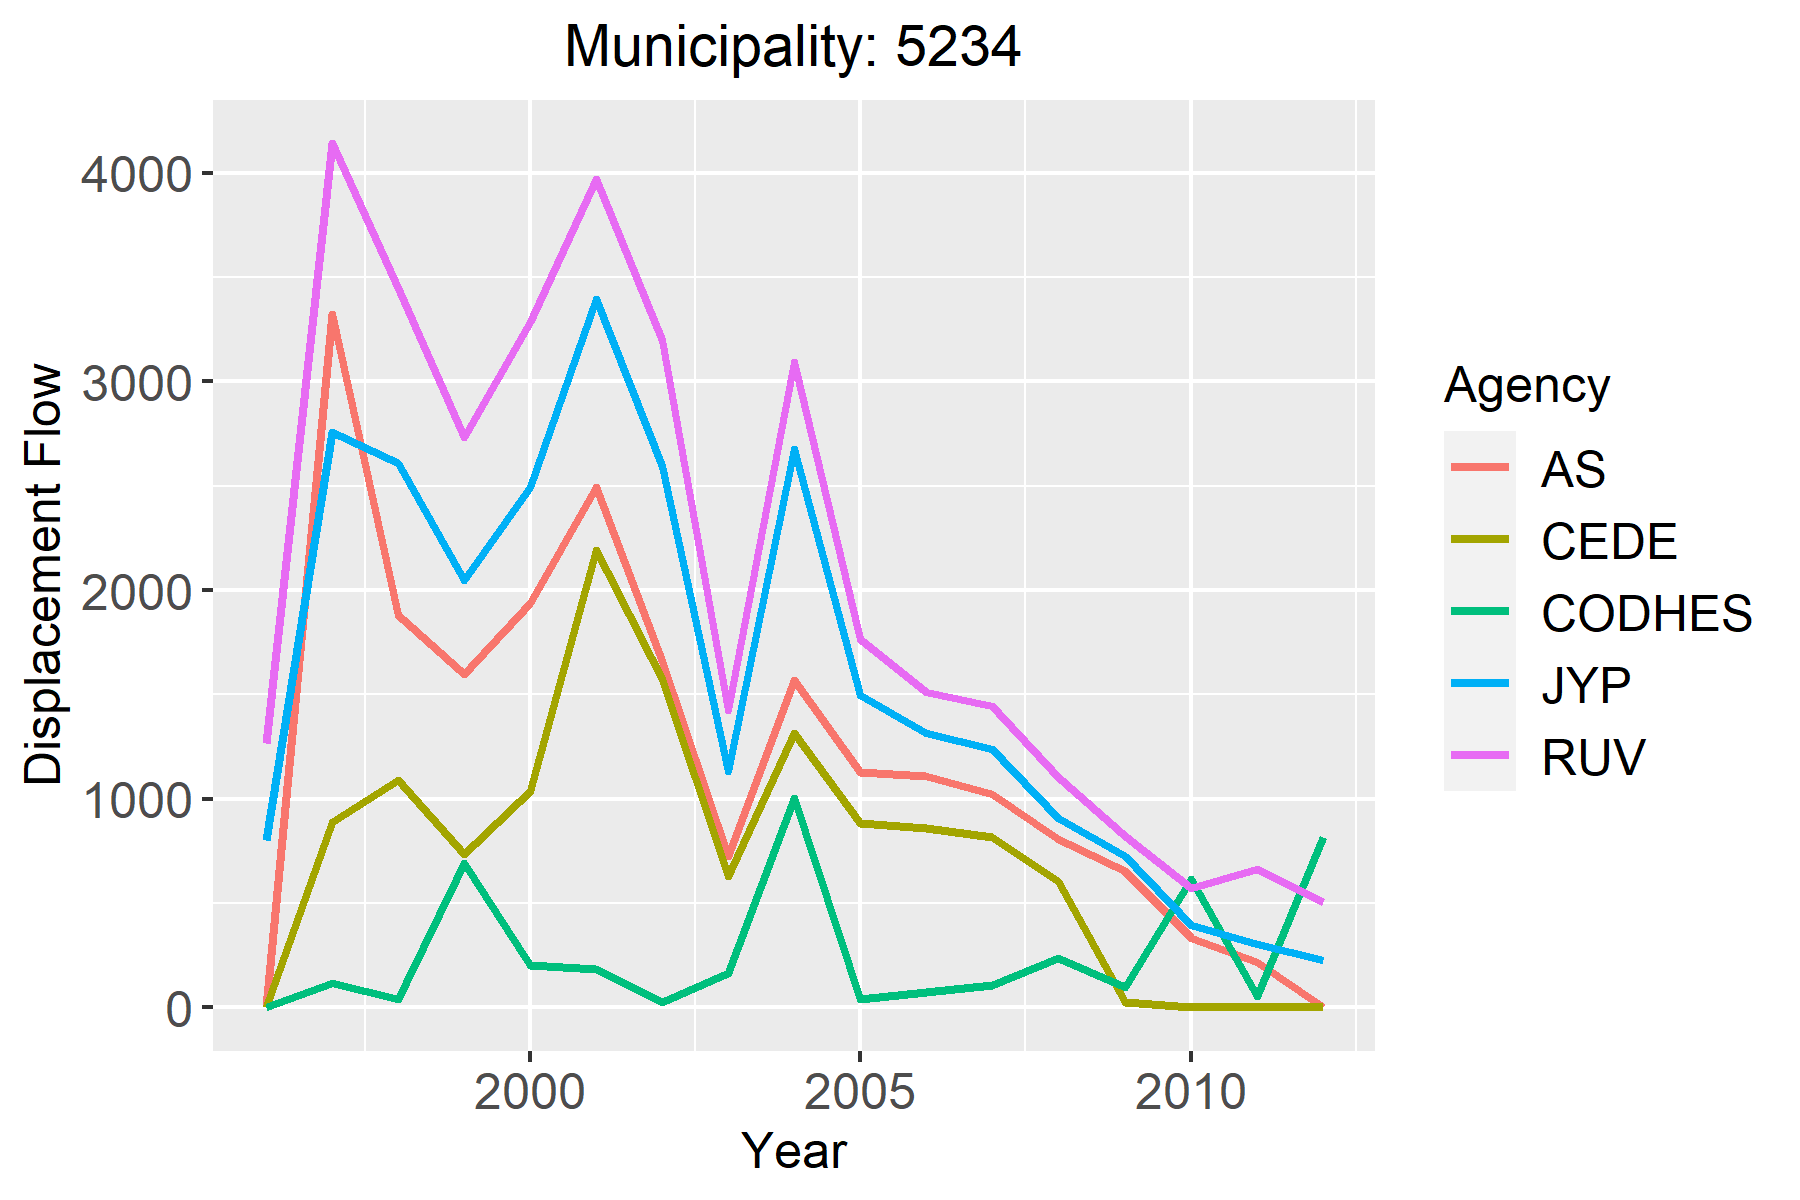 Municipality: 5234
Displacement Flow
4000
3000
2000
1000
0
2000 2005 2010
Year
Agency
AS
CEDE
CODHES
JYP
RUV